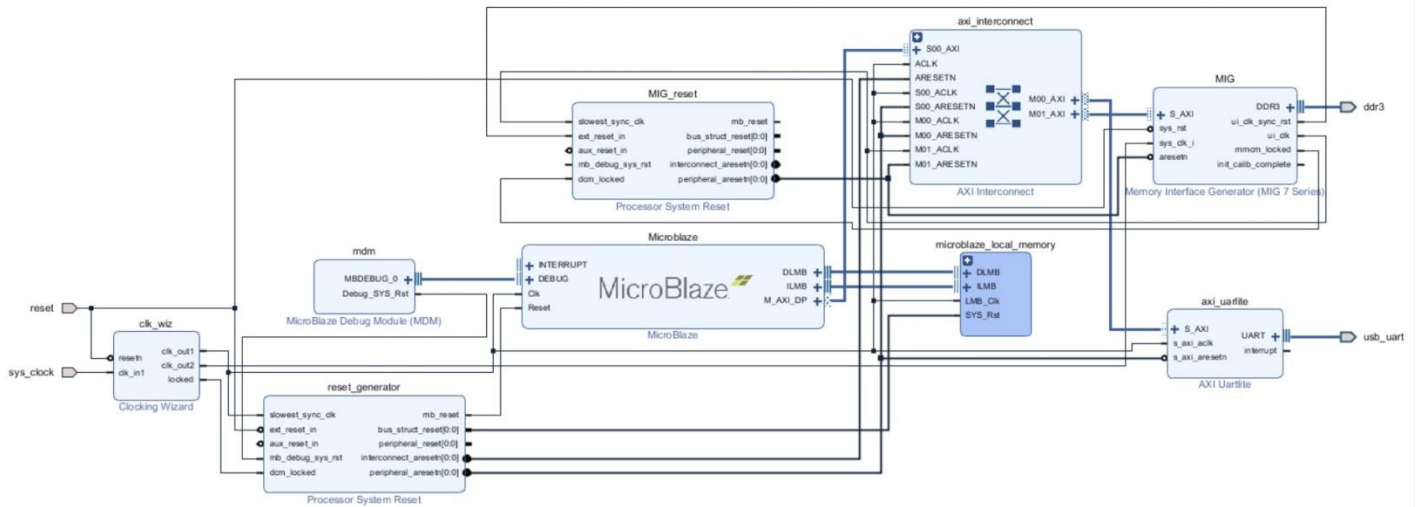 axi_interconnect
S00_AXI
ACLK
ARESETN
S00_ACLK
S00_ARESETN
M00_ACLK
M00_ARESETN
M01_ACLK
M01_ARESETN
M00_AXI
M01_AXI
AXI Interconnect
MIG
S_AXI
sys_rst
sys_clk_i
aresetn
DDR3
ui_clk_sync_rst
ui_clk
mmcm_locked
init_calib_complete
Memory Interface Generator (MIG 7 Series)
ddr3
MIG_reset
slowest_sync_clk
ext_reset_in
aux_reset_in
mb_debug_sys_rst
dcm_locked
mb_reset
bus_struct_reset[0:0]
peripheral_reset[0:0]
interconnect_aresetn[0:0]
peripheral_aresetn[0:0]
Processor System Reset
mdm
MBDEBUG_0
Debug_SYS_Rst
MicroBlaze Debug Module (MDM)
Microblaze
INTERRUPT
DEBUG
Clk
Reset
MicroBlaze
DLMB
ILMB
M_AXI_DP
MicroBlaze
microblaze_local_memory
DLMB
ILMB
LMB_Clk
SYS_Rst
axi_uartlite
S_AXI
s_axi_aclk
s_axi_aresetn
UART
interrupt
AXI Uartlite
usb_uart
reset
sys_clock
clk_wiz
resetn
clk_in1
clk_out1
clk_out2
locked
Clocking Wizard
reset_generator
slowest_sync_clk
ext_reset_in
aux_reset_in
mb_debug_sys_rst
dcm_locked
mb_reset
bus_struct_reset[0:0]
peripheral_reset[0:0]
interconnect_aresetn[0:0]
peripheral_aresetn[0:0]
Processor System Reset